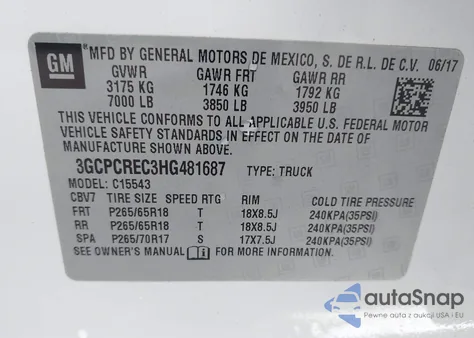 GM
MFD BY GENERAL MOTORS DE MEXICO, S. DE R.L. DE C.V. 06/17
GVWR GAWR FRT GAWR RR
3175 KG 1746 KG 1792 KG
7000 LB 3850 LB 3950 LB
THIS VEHICLE CONFORMS TO ALL APPLICABLE U.S. FEDERAL MOTOR
VEHICLE SAFETY STANDARDS IN EFFECT ON THE DATE OF
MANUFACTURE SHOWN ABOVE.
3GCPCREC3HG481687 TYPE: TRUCK
MODEL: C15543
CBV7 TIRE SIZE SPEED RTG RIM COLD TIRE PRESSURE
FRT P265/65R18 T 18X8.5J 240KPA(35PSI)
RR P265/65R18 T 18X8.5J 240KPA(35PSI)
SPA P265/70R17 S 17X7.5J 240KPA(35PSI)
SEE OWNER'S MANUAL FOR MORE INFORMATION
autoSnap
Pewne auta z aukcji USA i EU